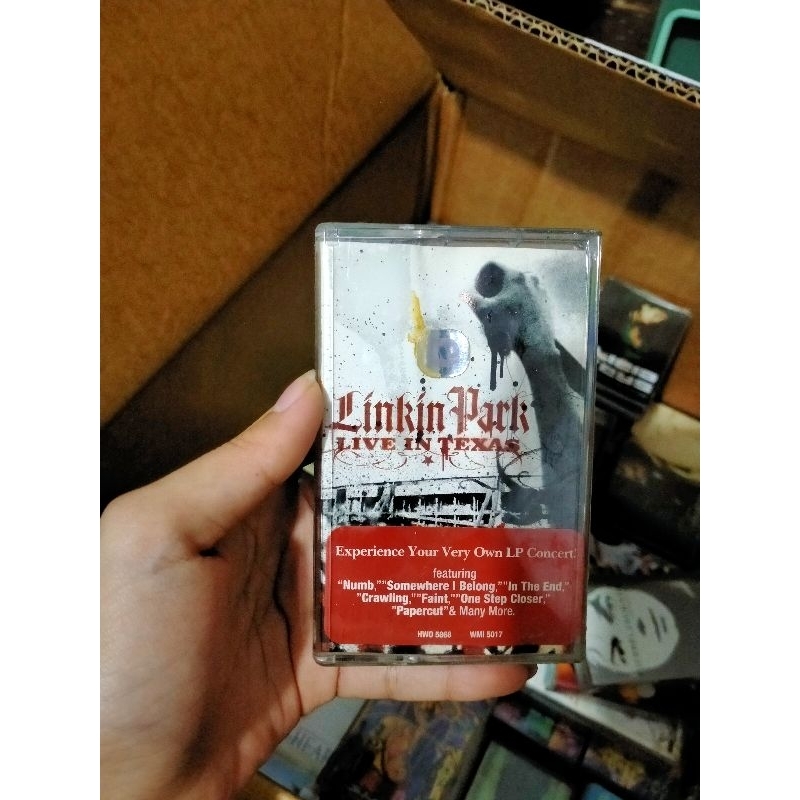 Linkin Park
LIVE IN TEXAS
Experience Your Very Own LP Concert!
featuring
"Numb,""Somewhere I Belong,""In The End,"
"Crawling,""Faint,""One Step Closer,"
"Papercut"& Many More.
HWO 5868 WMI 5017